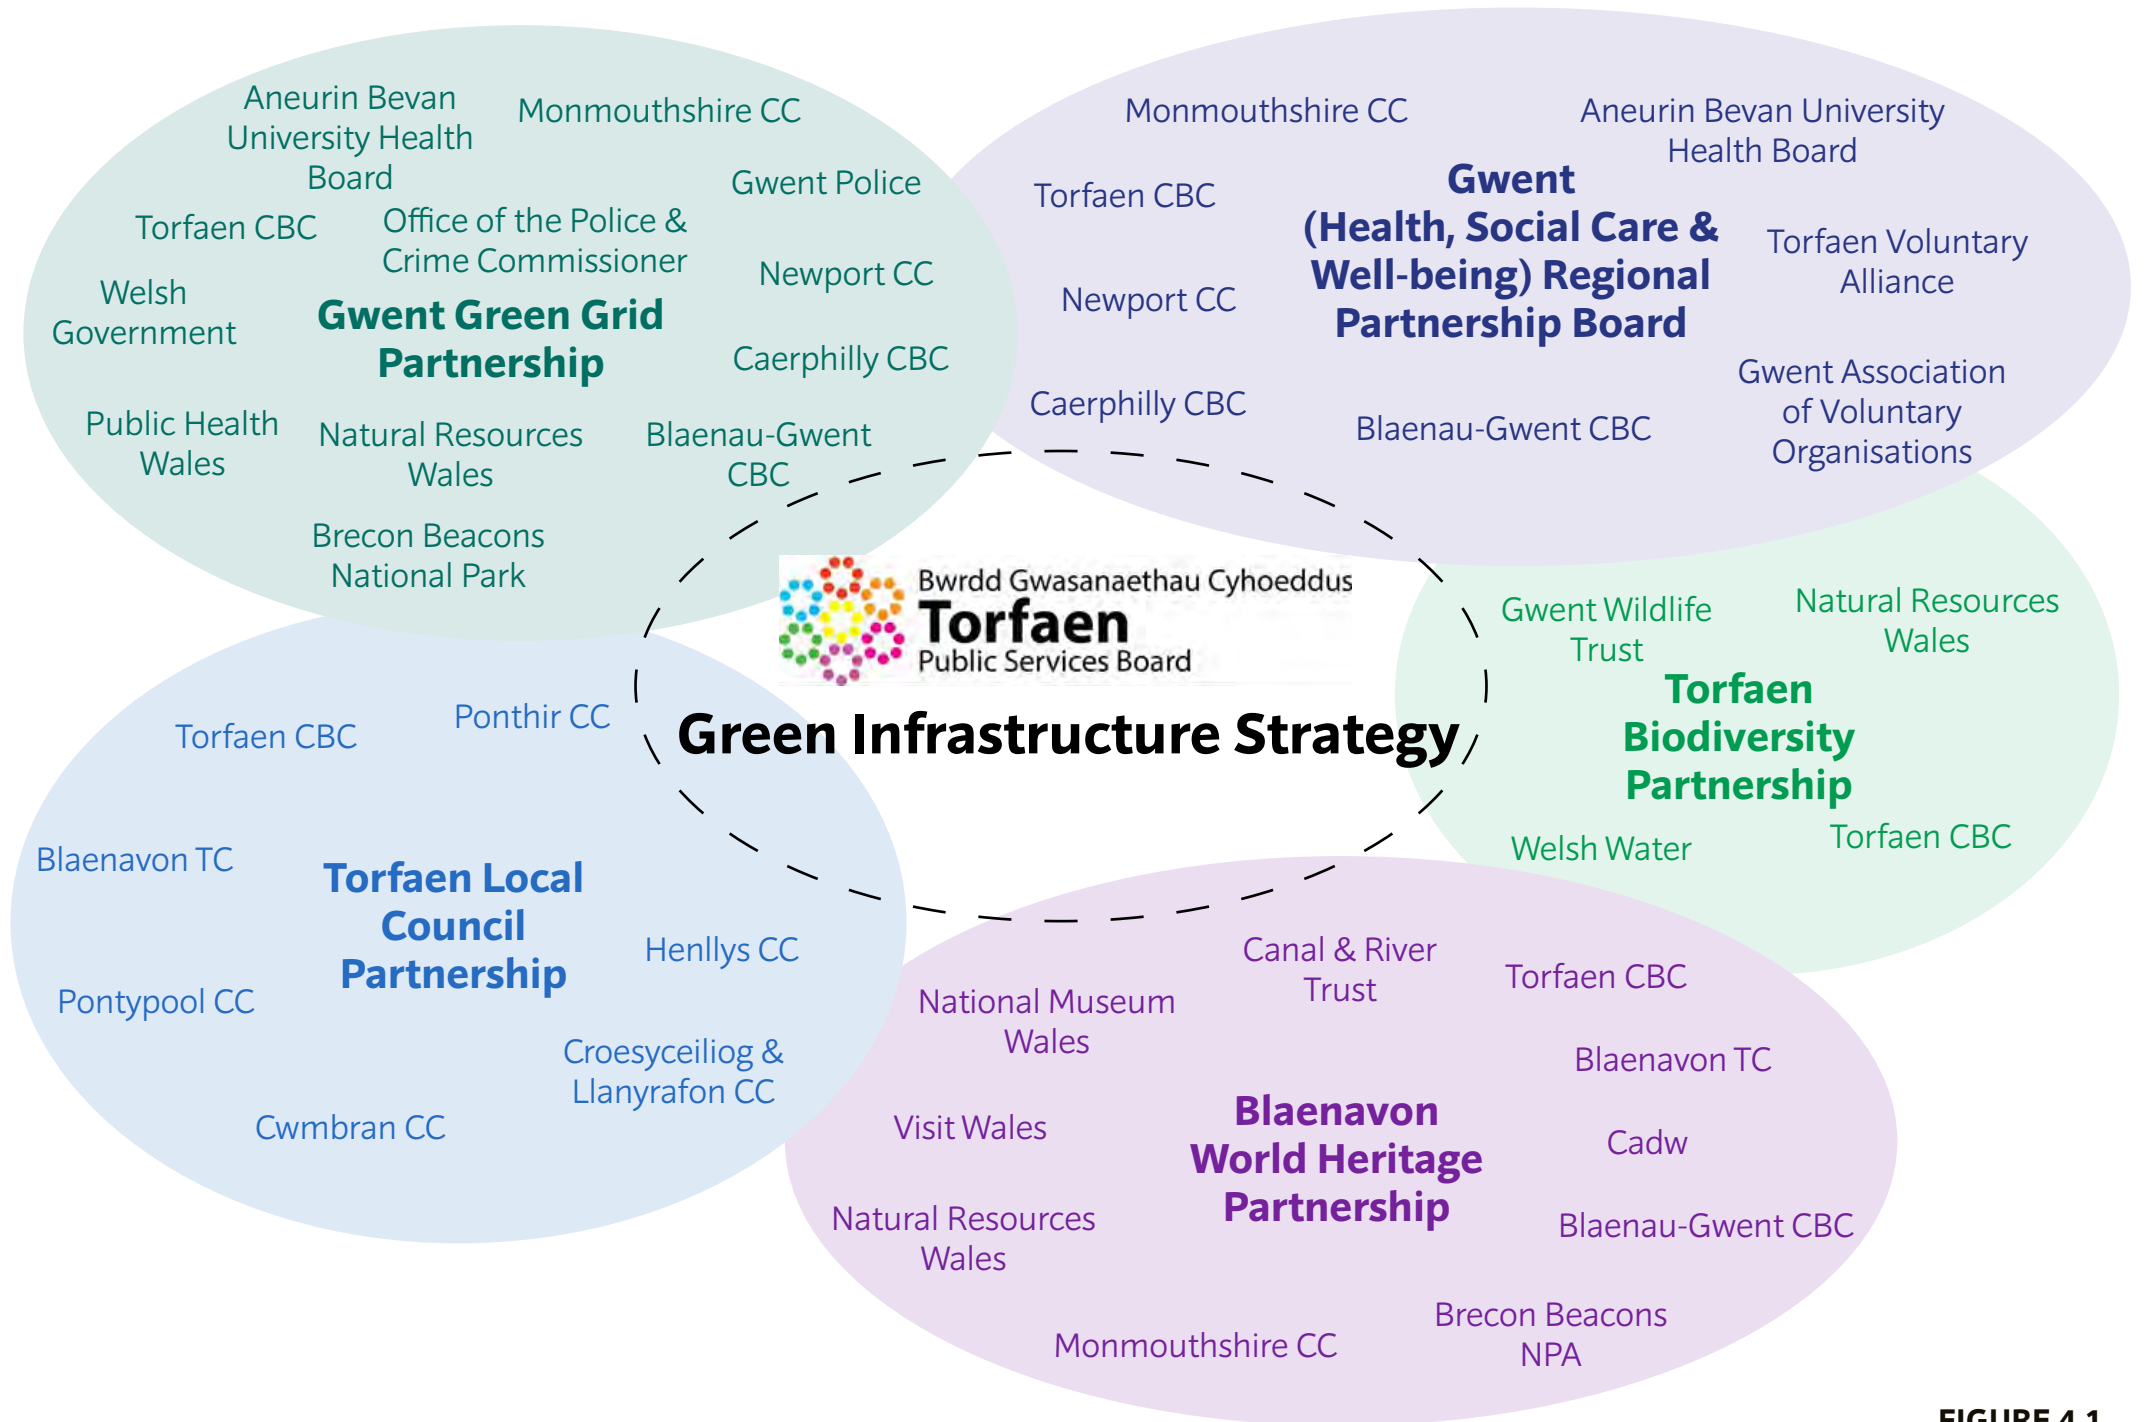 Aneurin Bevan
University Health
Board
Monmouthshire CC
Gwent Police
Torfaen CBC
Office of the Police &
Crime Commissioner
Newport CC
Welsh
Government
Gwent Green Grid
Partnership
Caerphilly CBC
Public Health
Wales
Natural Resources
Wales
Blaenau-Gwent
CBC
Brecon Beacons
National Park
Monmouthshire CC
Aneurin Bevan University
Health Board
Torfaen CBC
Gwent
(Health, Social Care &
Well-being) Regional
Partnership Board
Torfaen Voluntary
Alliance
Newport CC
Caerphilly CBC
Blaenau-Gwent CBC
Gwent Association
of Voluntary
Organisations
Bwrdd Gwasanaethau Cyhoeddus
Torfaen
Public Services Board
Green Infrastructure Strategy
Gwent Wildlife
Trust
Natural Resources
Wales
Torfaen
Biodiversity
Partnership
Welsh Water
Torfaen CBC
Torfaen CBC
Ponthir CC
Blaenavon TC
Torfaen Local
Council
Partnership
Henllys CC
Pontypool CC
Croesyceiliog &
Llanyrafon CC
Cwmbran CC
Canal & River
Trust
Torfaen CBC
National Museum
Wales
Blaenavon TC
Visit Wales
Blaenavon
World Heritage
Partnership
Cadw
Natural Resources
Wales
Blaenau-Gwent CBC
Monmouthshire CC
Brecon Beacons
NPA
FIGURE 4.1